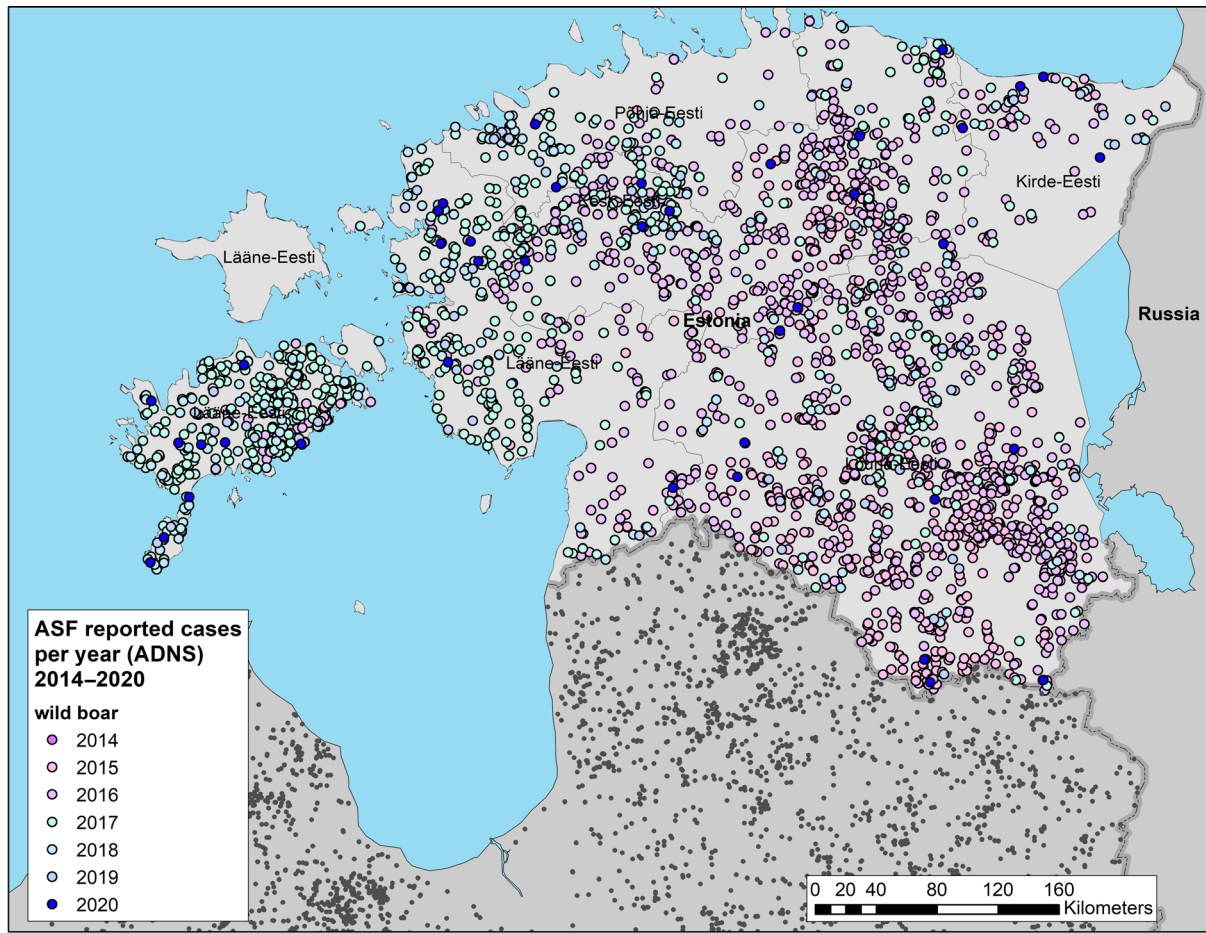 Põhja-Eesti
Kirde-Eesti
Kesk-Eesti
Lääne-Eesti
Russia
Estonia
Lääne-Eesti
Lääne-Eesti
Lõuna-Eesti
ASF reported cases
per year (ADNS)
2014–2020
wild boar
2014
2015
2016
2017
2018
2019
2020
0 20 40 80 120 160
Kilometers